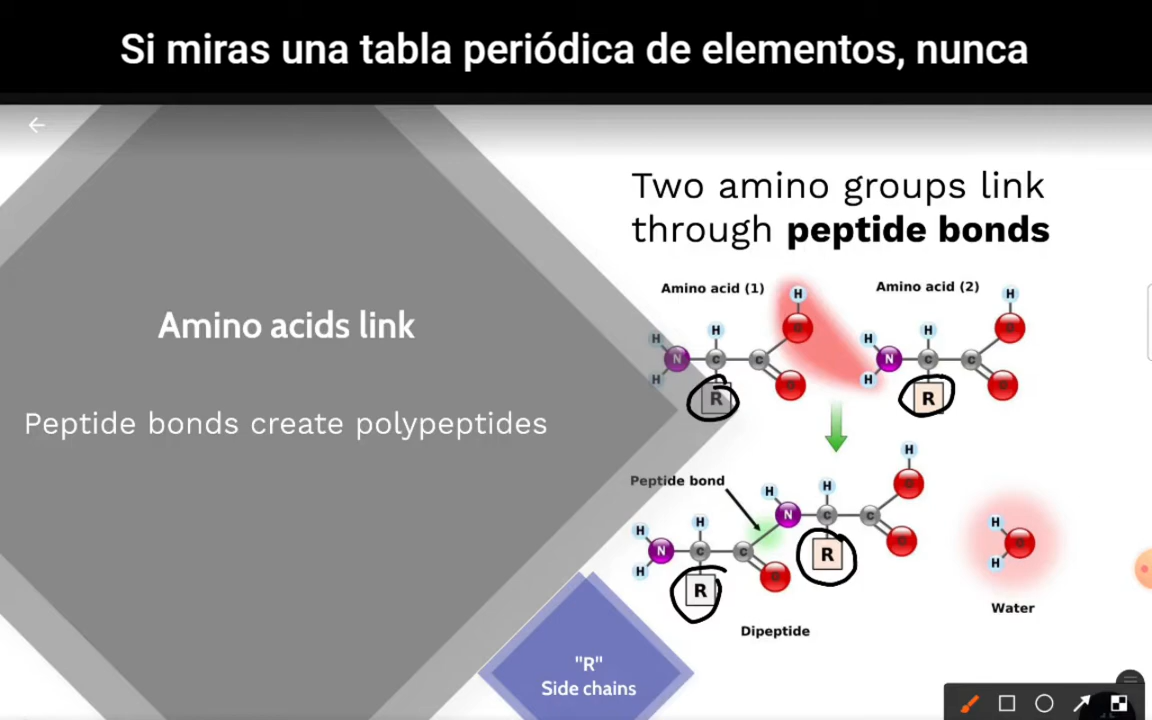 Si miras una tabla periódica de elementos, nunca
Two amino groups link
through peptide bonds
Amino acids link
Peptide bonds create polypeptides
Amino acid (1)
Amino acid (2)
H
H
H
H
O
H
H
O
N
C
C
N
C
C
H
H
O
O
R
R
Peptide bond
H
H
H
H
H
O
N
C
C
O
N
C
C
H
O
R
R
H
H
O
Water
Dipeptide
"R"
Side chains